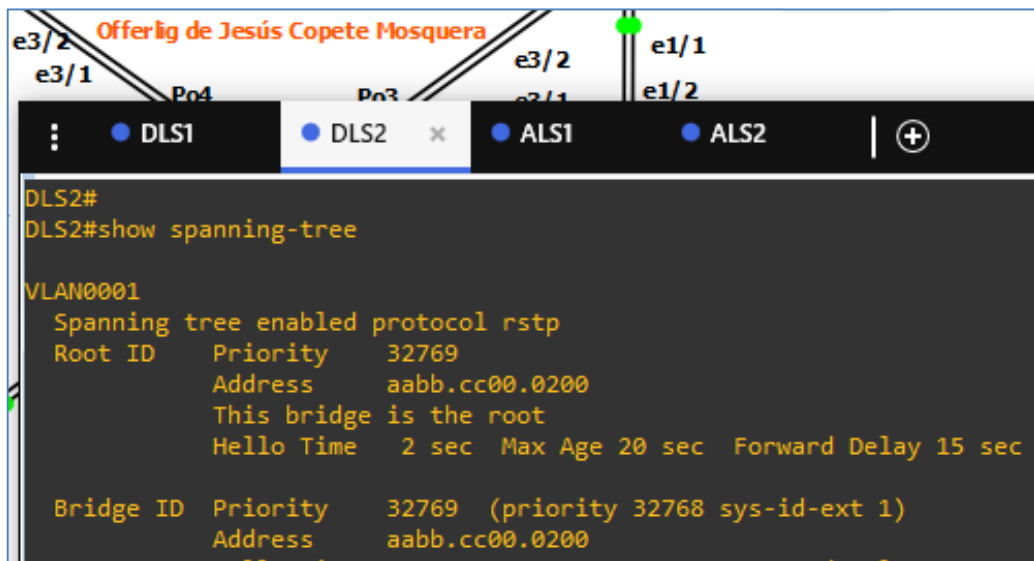 Offerlig de Jesús Copete Mosquera
e3/2
e3/1
e3/2
e1/1
e1/2
Po4
Po3
DLS1
DLS2
ALS1
ALS2
DLS2#
DLS2#show spanning-tree
VLAN0001
Spanning tree enabled protocol rstp
Root ID Priority 32769
Address aabb.cc00.0200
This bridge is the root
Hello Time 2 sec Max Age 20 sec Forward Delay 15 sec
Bridge ID Priority 32769 (priority 32768 sys-id-ext 1)
Address aabb.cc00.0200